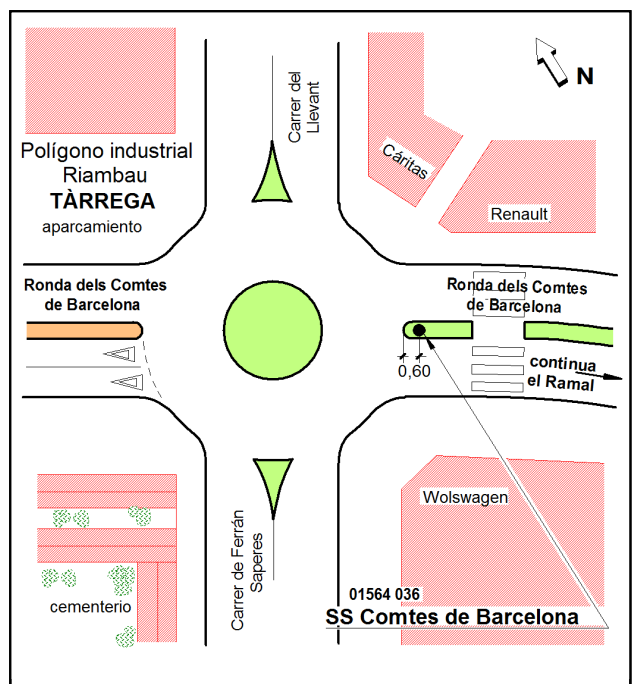 N
Carrer del
Llevant
Polígono industrial
Riambau
TÀRREGA
aparcamiento
Cáritas
Renault
Ronda dels Comtes
de Barcelona
Ronda dels Comtes
de Barcelona
0,60
continua
el Ramal
Wolswagen
Carrer de Ferrán
Saperes
cementerio
01564 036
SS Comtes de Barcelona